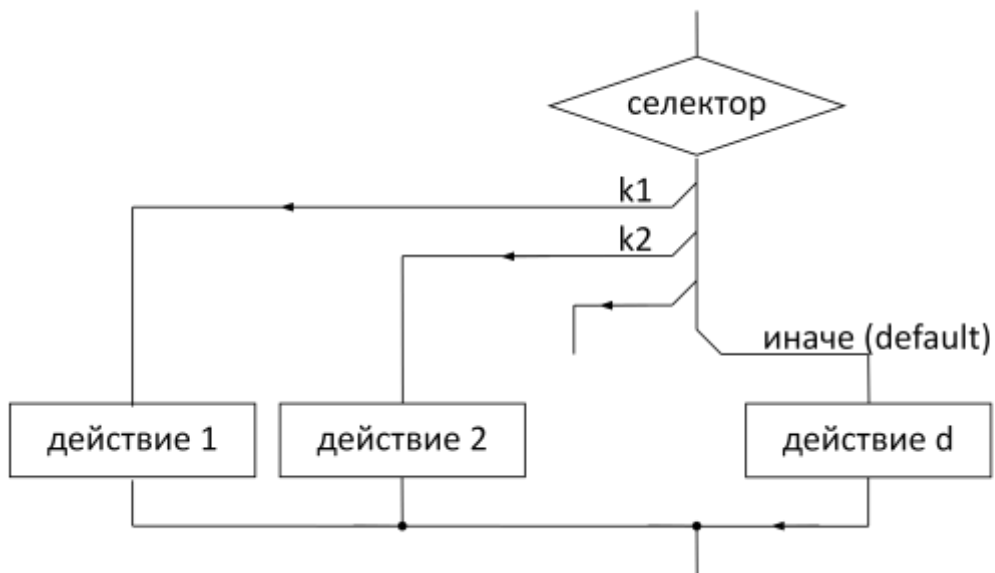 селектор
k1
k2
иначе (default)
действие 1
действие 2
действие d